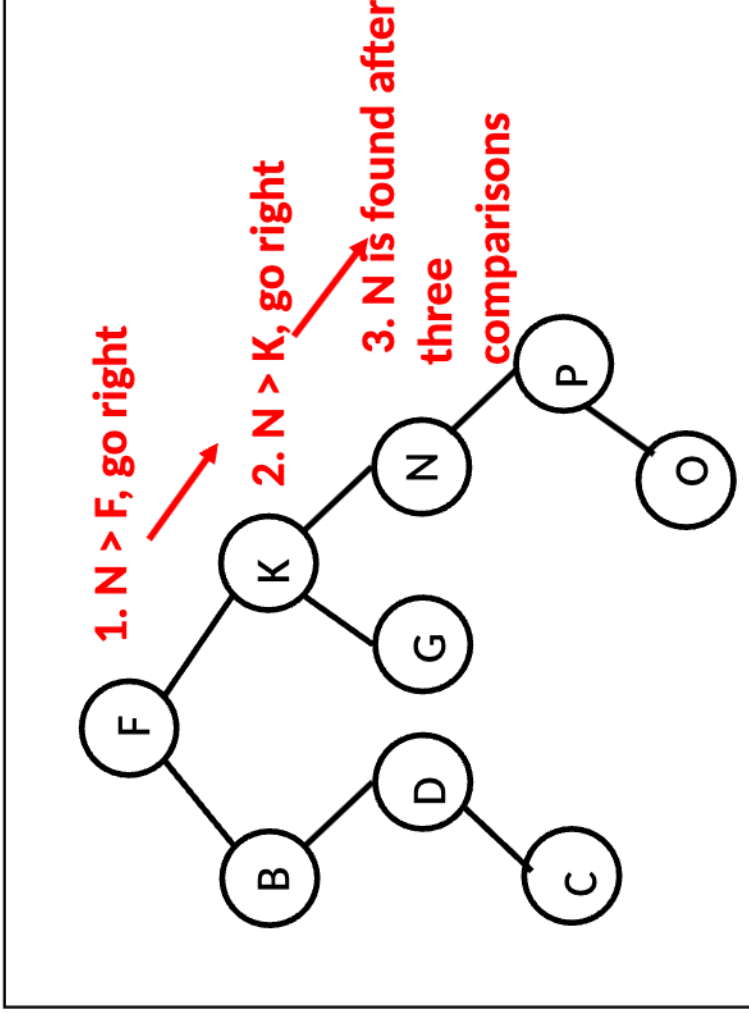 1. N > F, go right
F
2. N > K, go right
B
K
3. N is found after
three
comparisons
D
G
N
C
P
O